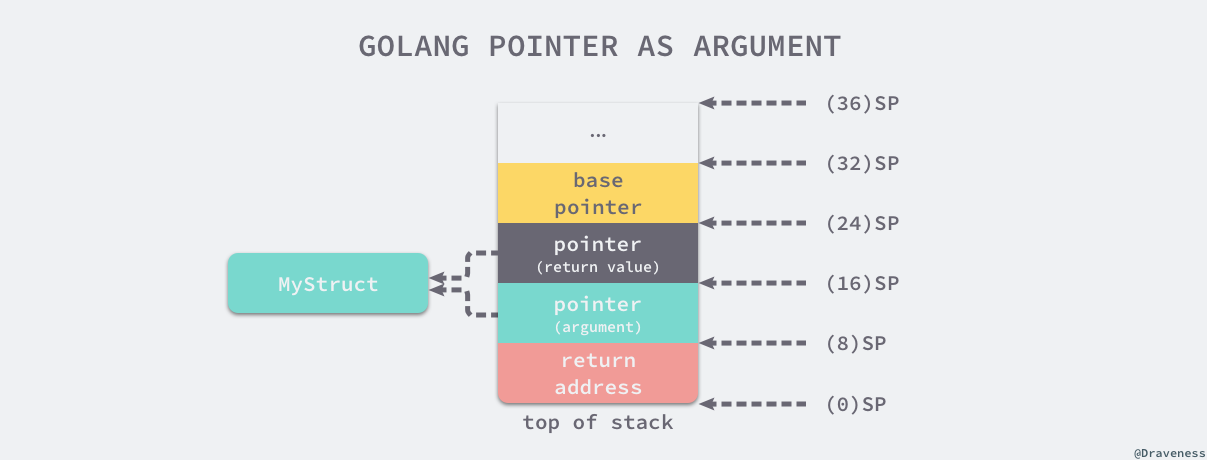 GOLANG POINTER AS ARGUMENT
(36)SP
...
(32)SP
base
pointer
(24)SP
pointer
(return value)
MyStruct
(16)SP
pointer
(argument)
(8)SP
return
address
(0)SP
top of stack
@Draveness